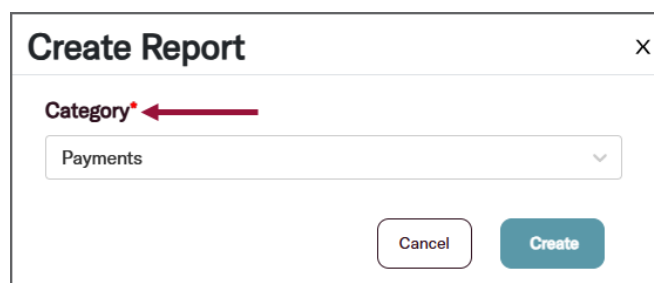 Create Report
X
Category*
Payments
Cancel
Create